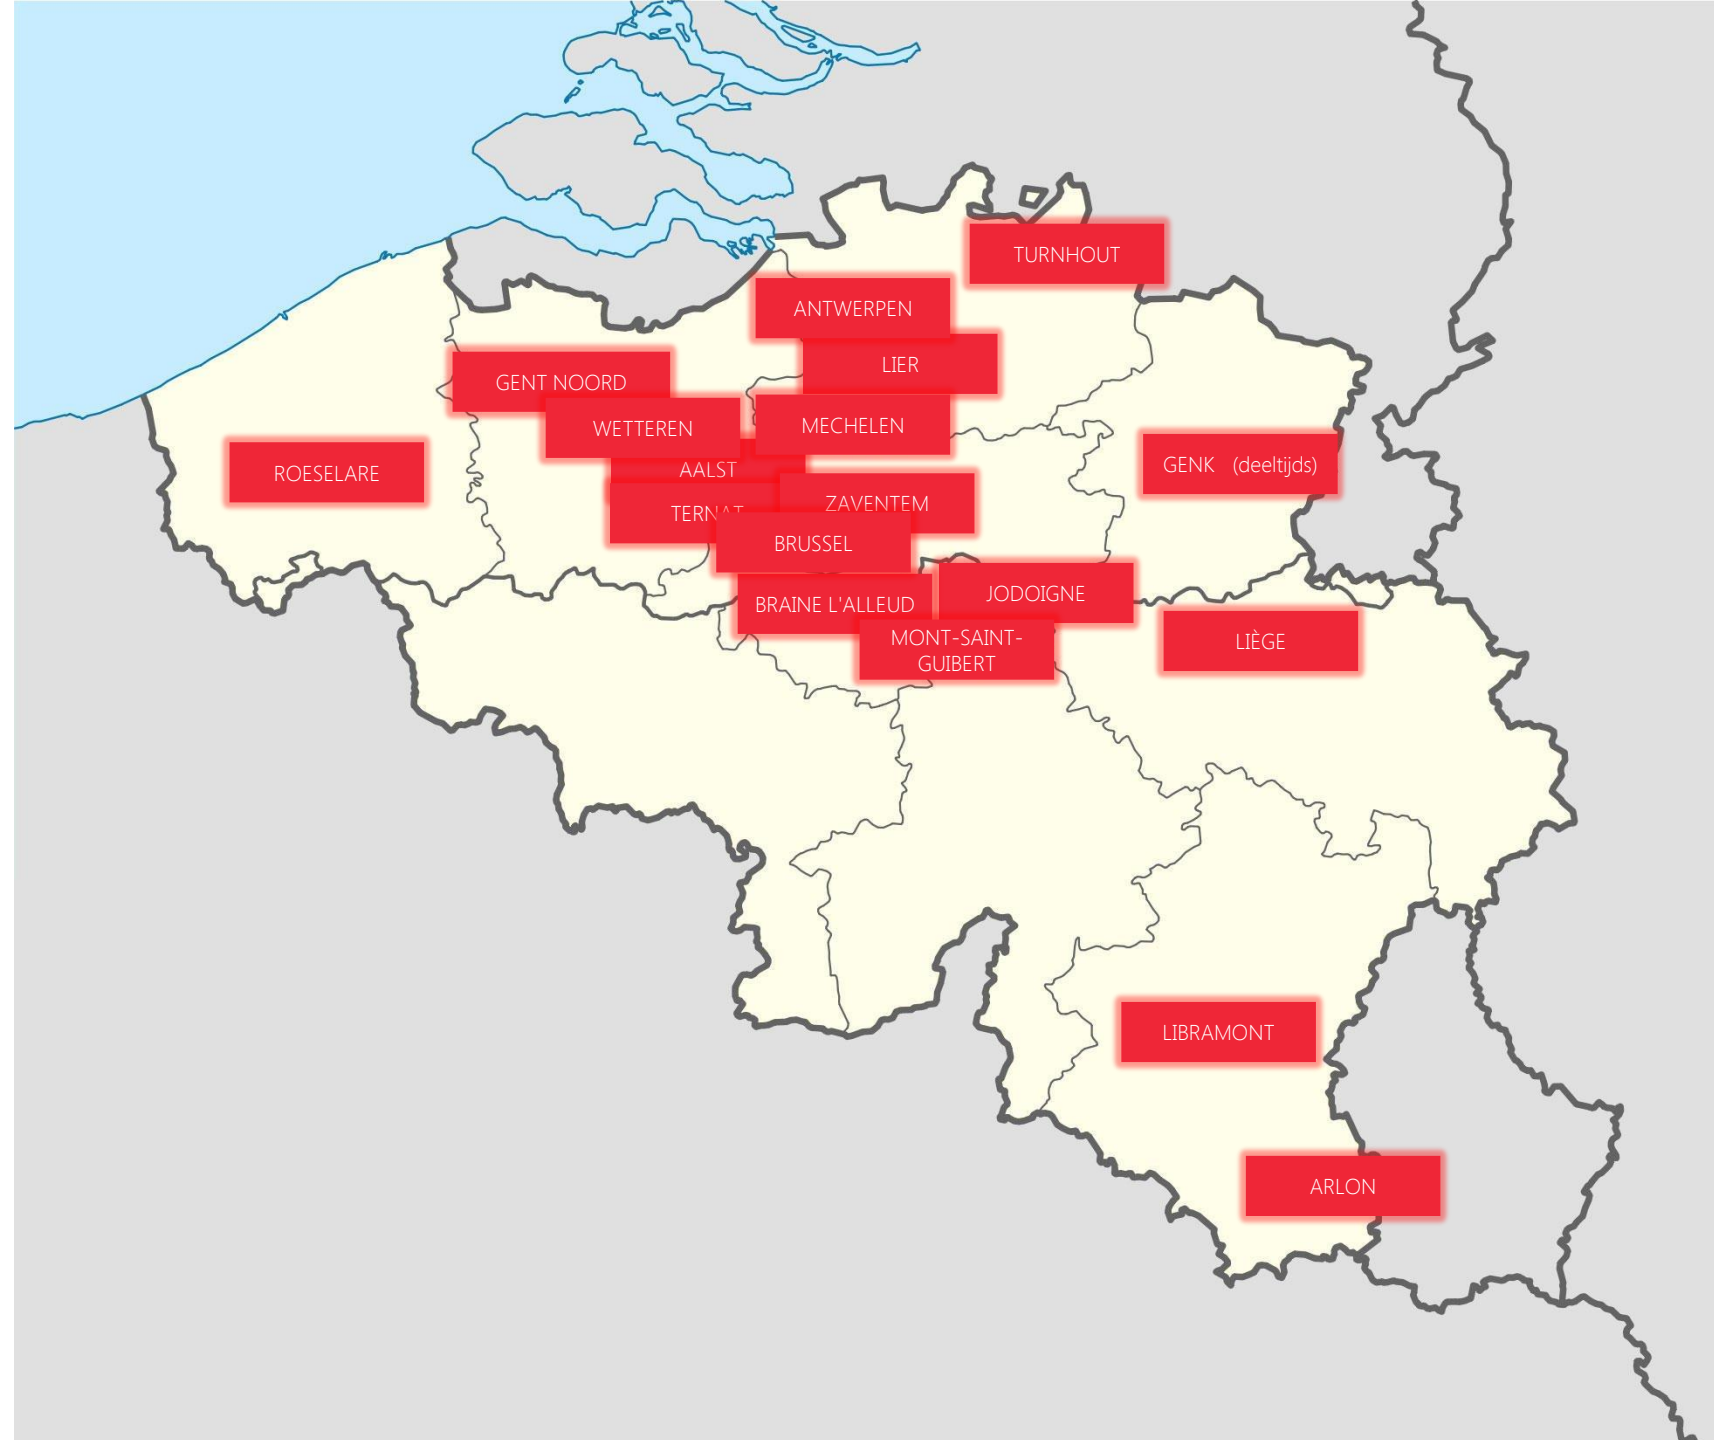 TURNHOUT
ANTWERPEN
LIER
GENT NOORD
WETTEREN
MECHELEN
ROESELARE
AALST
GENK (deeltijds)
TERNAT
ZAVENTEM
BRUSSEL
BRAINE L'ALLEUD
JODOIGNE
MONT-SAINT-
GUIBERT
LIÈGE
LIBRAMONT
ARLON